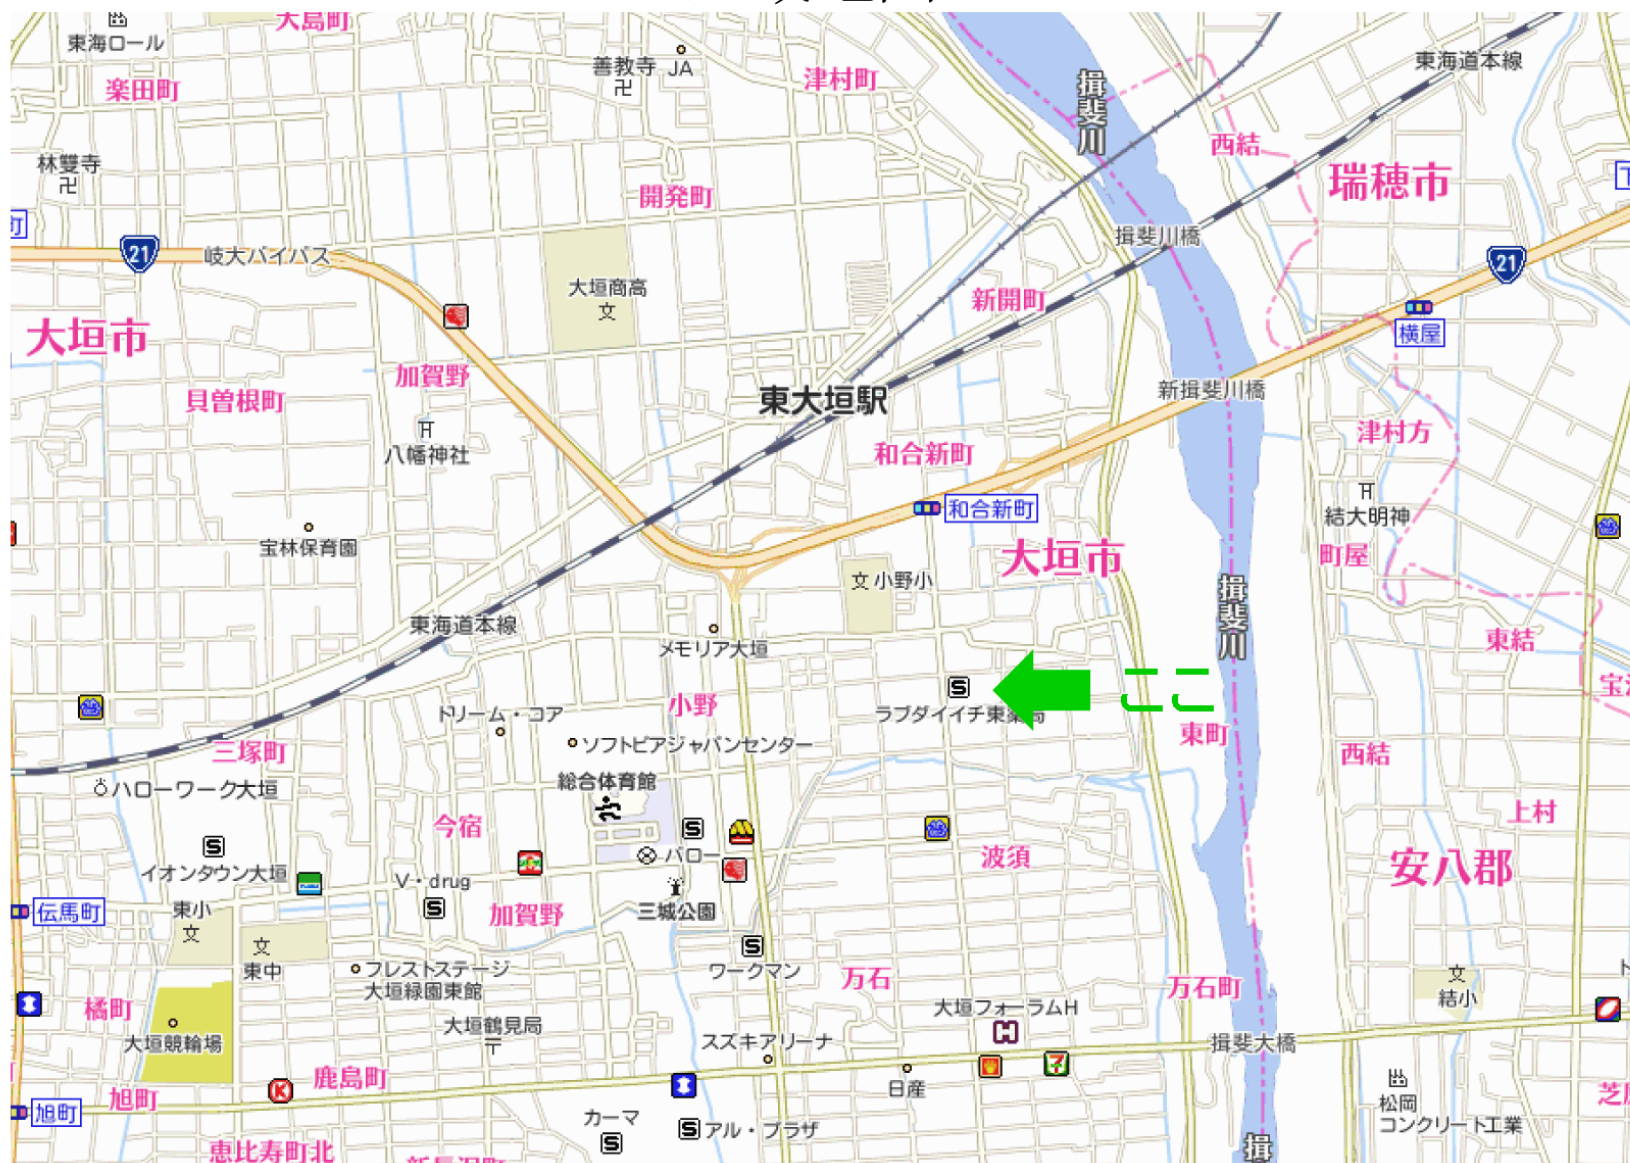 大島町
東海ロール
善教寺
JA
津村町
東海道本線
楽田町
揖斐川
西結
林雙寺
開発町
瑞穂市
町
21
岐大バイパス
揖斐川橋
21
大垣商高
文
新開町
大垣市
横屋
加賀野
貝曽根町
東大垣駅
新揖斐川橋
八幡神社
和合新町
津村方
和合新町
結大明神
宝林保育園
大垣市
町屋
文 小野小
揖斐川
東海道本線
メモリア大垣
東結
S
小野
ドリーム・コア
ラブダイイチ東薬局
東町
三塚町
ソフトピアジャパンセンター
西結
ハローワーク大垣
総合体育館
上村
今宿
S
S
バロー
波須
イオンタウン大垣
V・drug
安八郡
伝馬町
東小
文
S
加賀野
三城公園
文
東中
フレストステージ
大垣緑園東館
S
ワークマン
万石
万石町
文
結小
橘町
大垣フォーラムH
大垣鶴見局
大垣競輪場
スズキアリーナ
揖斐大橋
鹿島町
K
日産
7
旭町
旭町
松岡
コンクリート工業
カーマ
S
S アル・プラザ
恵比寿町北
揖